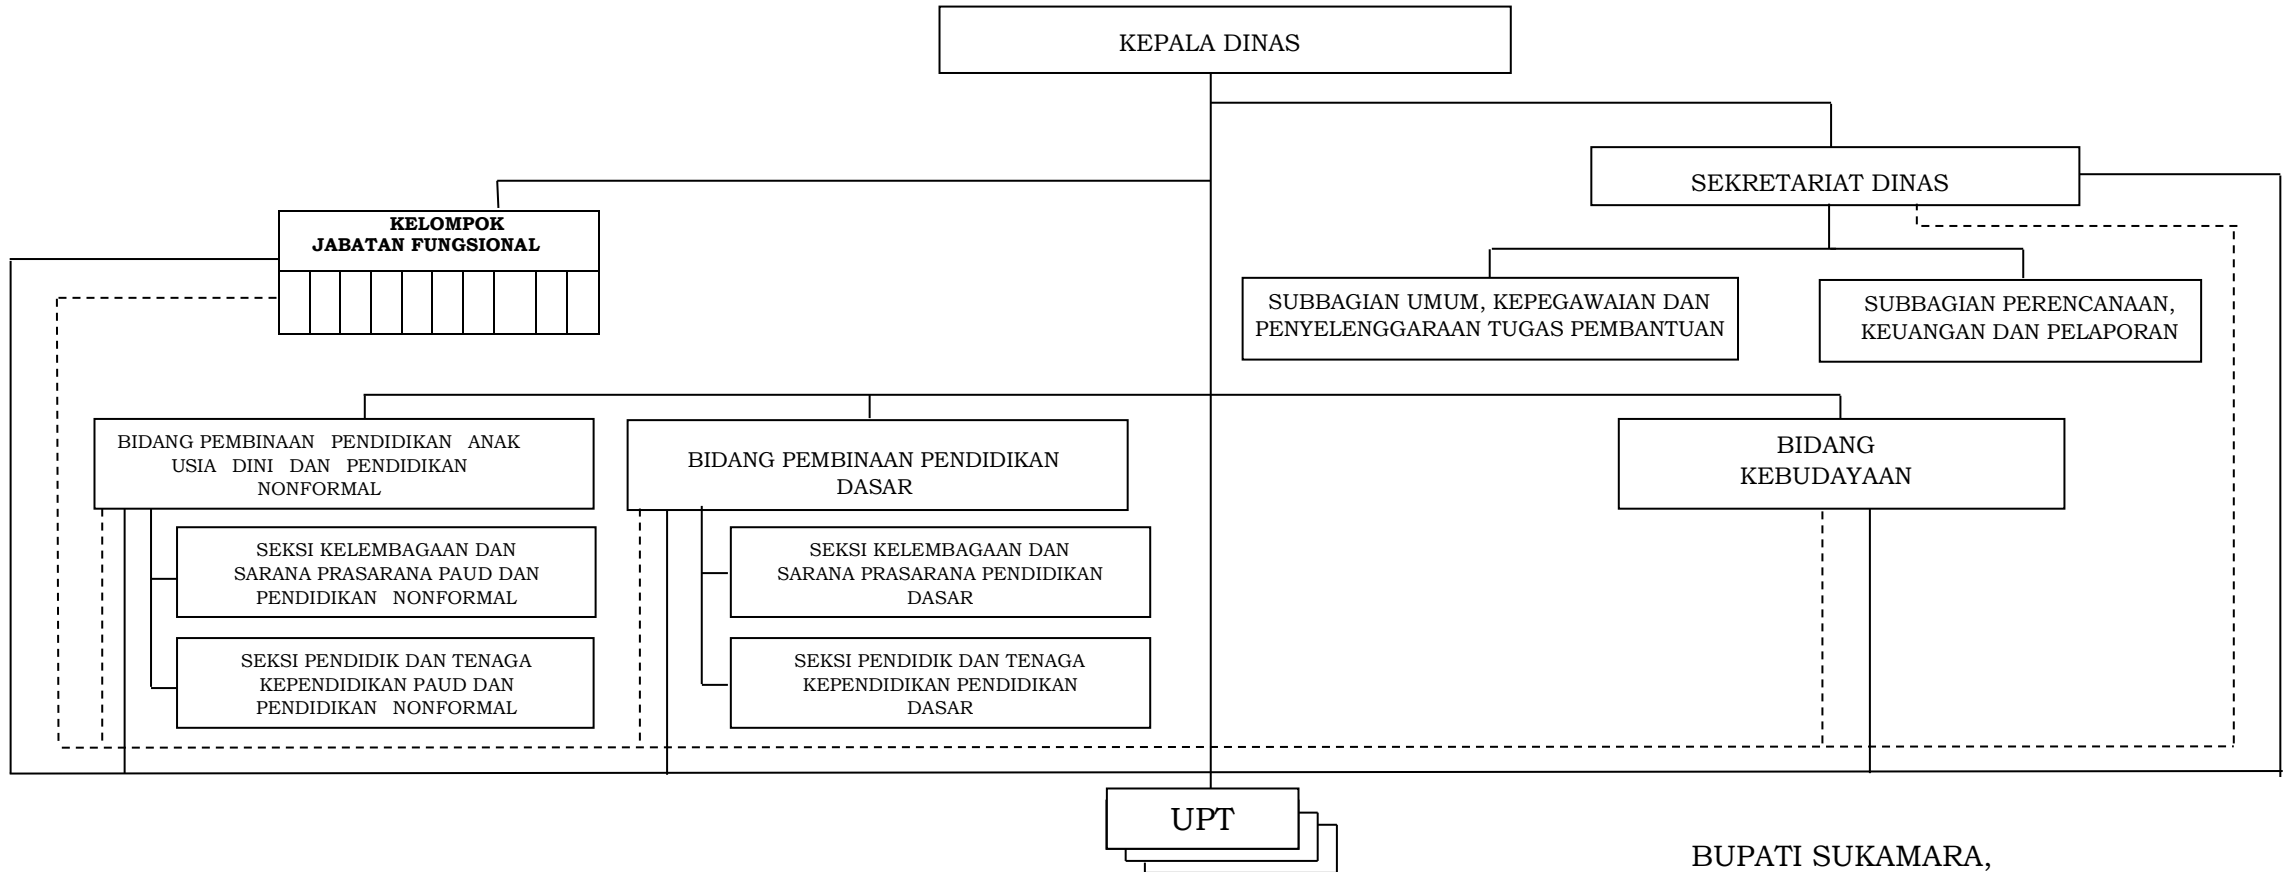 KEPALA DINAS
SEKRETARIAT DINAS
KELOMPOK
JABATAN FUNGSIONAL
SUBBAGIAN UMUM, KEPEGAWAIAN DAN
PENYELENGGARAAN TUGAS PEMBANTUAN
SUBBAGIAN PERENCANAAN,
KEUANGAN DAN PELAPORAN
BIDANG PEMBINAAN PENDIDIKAN ANAK
USIA DINI DAN PENDIDIKAN
NONFORMAL
BIDANG PEMBINAAN PENDIDIKAN
DASAR
BIDANG
KEBUDAYAAN
SEKSI KELEMBAGAAN DAN
SARANA PRASARANA PAUD DAN
PENDIDIKAN NONFORMAL
SEKSI KELEMBAGAAN DAN
SARANA PRASARANA PENDIDIKAN
DASAR
SEKSI PENDIDIK DAN TENAGA
KEPENDIDIKAN PAUD DAN
PENDIDIKAN NONFORMAL
SEKSI PENDIDIK DAN TENAGA
KEPENDIDIKAN PENDIDIKAN
DASAR
UPT
BUPATI SUKAMARA,